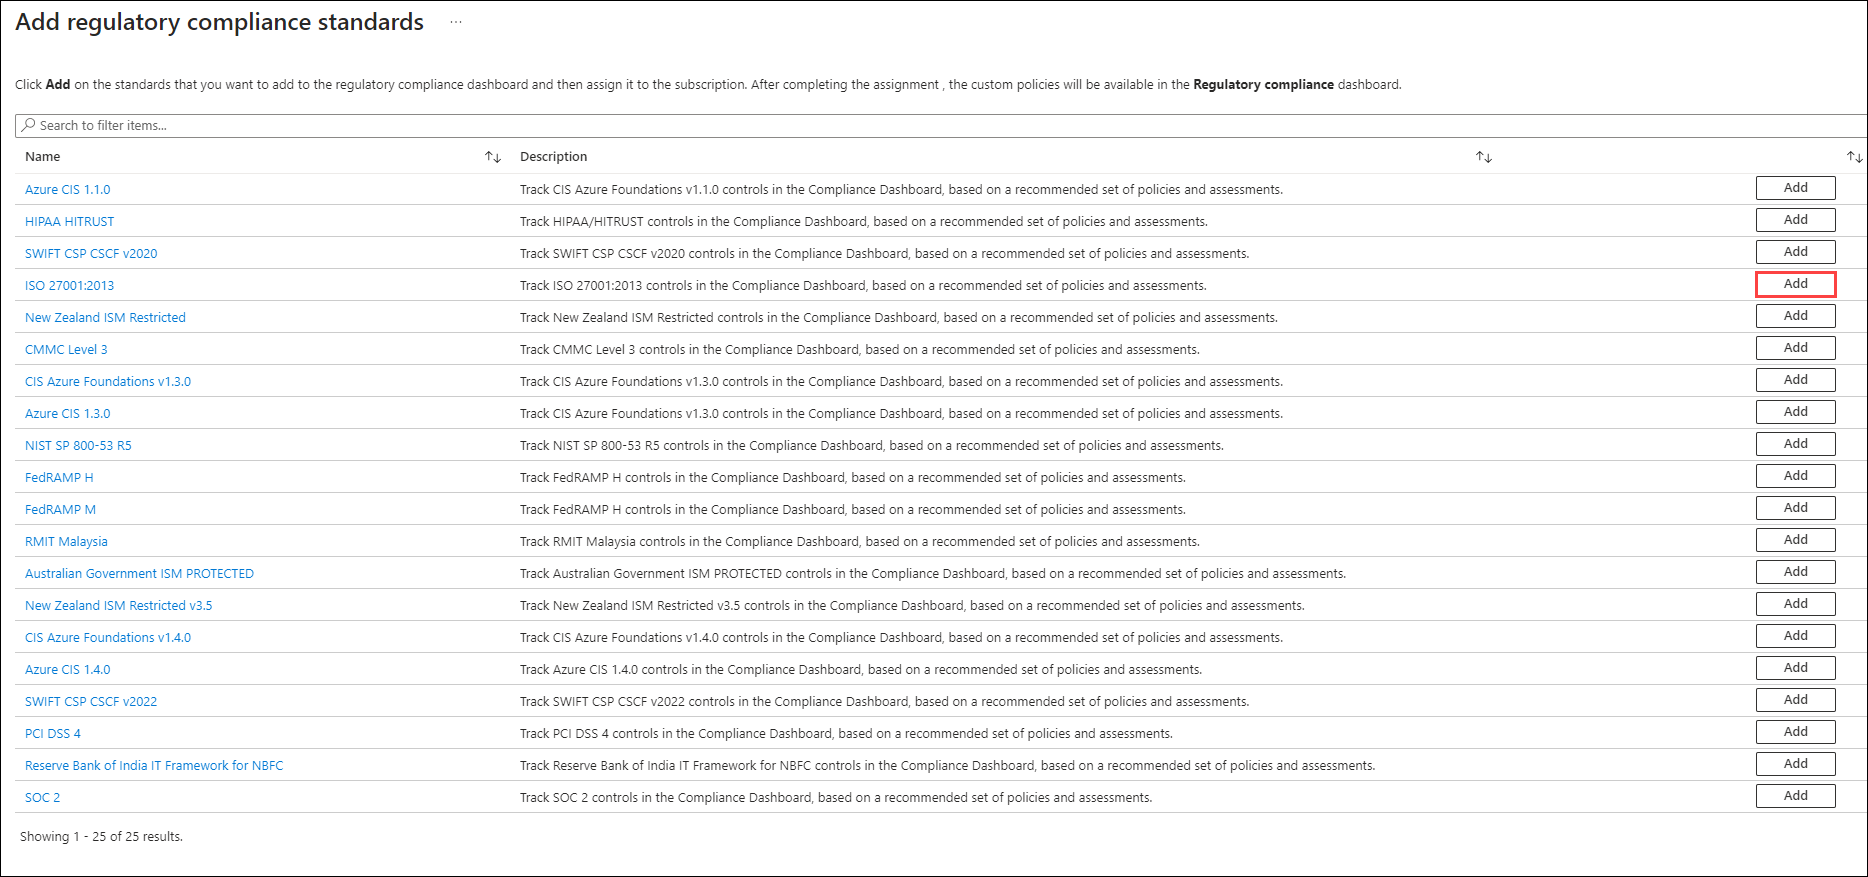 Add regulatory compliance standards ...
Click Add on the standards that you want to add to the regulatory compliance dashboard and then assign it to the subscription. After completing the assignment , the custom policies will be available in the Regulatory compliance dashboard.
Search to filter items...
Name Description
Azure CIS 1.1.0 Track CIS Azure Foundations v1.1.0 controls in the Compliance Dashboard, based on a recommended set of policies and assessments. Add
HIPAA HITRUST Track HIPAA/HITRUST controls in the Compliance Dashboard, based on a recommended set of policies and assessments. Add
SWIFT CSP CSCF v2020 Track SWIFT CSP CSCF v2020 controls in the Compliance Dashboard, based on a recommended set of policies and assessments. Add
ISO 27001:2013 Track ISO 27001:2013 controls in the Compliance Dashboard, based on a recommended set of policies and assessments. Add
New Zealand ISM Restricted Track New Zealand ISM Restricted controls in the Compliance Dashboard, based on a recommended set of policies and assessments. Add
CMMC Level 3 Track CMMC Level 3 controls in the Compliance Dashboard, based on a recommended set of policies and assessments. Add
CIS Azure Foundations v1.3.0 Track CIS Azure Foundations v1.3.0 controls in the Compliance Dashboard, based on a recommended set of policies and assessments. Add
Azure CIS 1.3.0 Track CIS Azure Foundations v1.3.0 controls in the Compliance Dashboard, based on a recommended set of policies and assessments. Add
NIST SP 800-53 R5 Track NIST SP 800-53 R5 controls in the Compliance Dashboard, based on a recommended set of policies and assessments. Add
FedRAMP H Track FedRAMP H controls in the Compliance Dashboard, based on a recommended set of policies and assessments. Add
FedRAMP M Track FedRAMP H controls in the Compliance Dashboard, based on a recommended set of policies and assessments. Add
RMIT Malaysia Track RMIT Malaysia controls in the Compliance Dashboard, based on a recommended set of policies and assessments. Add
Australian Government ISM PROTECTED Track Australian Government ISM PROTECTED controls in the Compliance Dashboard, based on a recommended set of policies and assessments. Add
New Zealand ISM Restricted v3.5 Track New Zealand ISM Restricted v3.5 controls in the Compliance Dashboard, based on a recommended set of policies and assessments. Add
CIS Azure Foundations v1.4.0 Track CIS Azure Foundations v1.4.0 controls in the Compliance Dashboard, based on a recommended set of policies and assessments. Add
Azure CIS 1.4.0 Track Azure CIS 1.4.0 controls in the Compliance Dashboard, based on a recommended set of policies and assessments. Add
SWIFT CSP CSCF v2022 Track SWIFT CSP CSCF v2022 controls in the Compliance Dashboard, based on a recommended set of policies and assessments. Add
PCI DSS 4 Track PCI DSS 4 controls in the Compliance Dashboard, based on a recommended set of policies and assessments. Add
Reserve Bank of India IT Framework for NBFC Track Reserve Bank of India IT Framework for NBFC controls in the Compliance Dashboard, based on a recommended set of policies and assessments. Add
SOC 2 Track SOC 2 controls in the Compliance Dashboard, based on a recommended set of policies and assessments. Add
Showing 1 - 25 of 25 results.